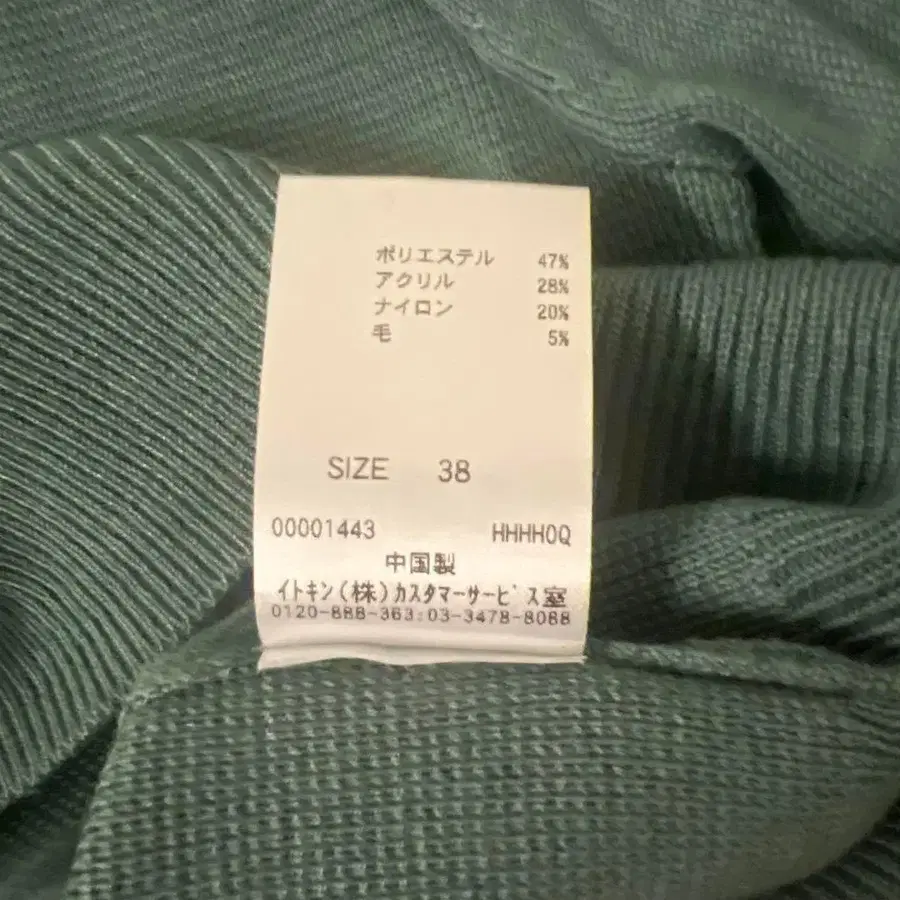 ポリエステル 47%
アクリル 28%
ナイロン 20%
毛 5%
SIZE 38
00001443 HHHH0Q
中国製
イトキン(株)カスタマーサービス室
0120-888-363:03-3478-8088